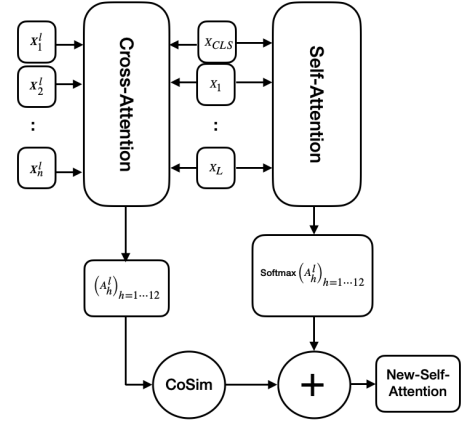 X_1^l
X_CLS
X_2^l
X_1
:
:
X_n^l
X_L
Cross-Attention
Self-Attention
(A_h^l)_{h=1⋯12}
Softmax (A_h^l)_{h=1⋯12}
CoSim
+
New-Self-
Attention